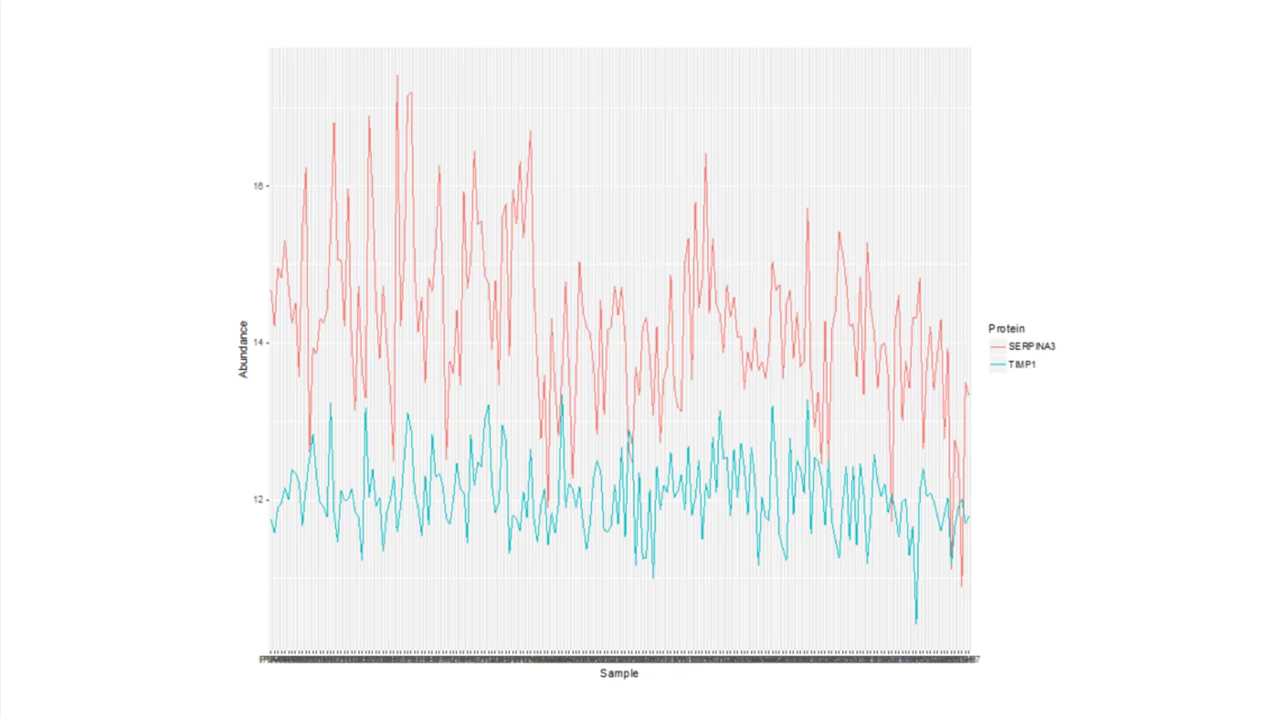 16
14
12
Abundance
Sample
Protein
SERPINA3
TIMP1